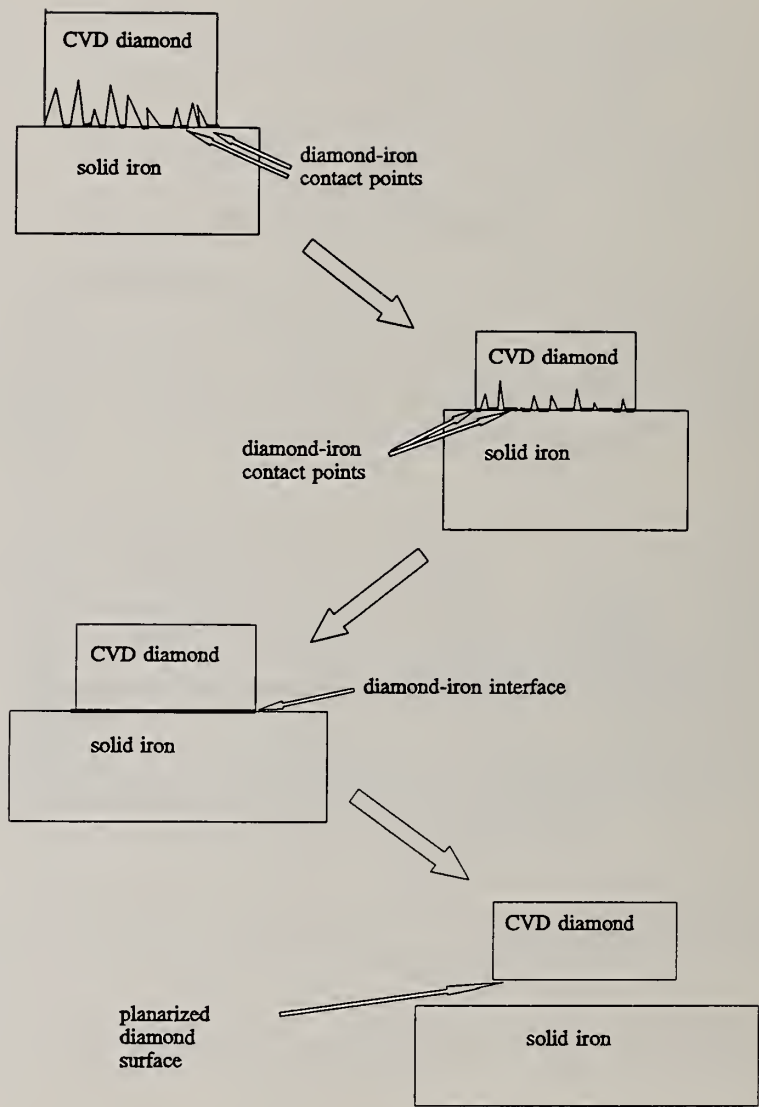 CVD diamond
solid iron
diamond-iron
contact points
CVD diamond
solid iron
diamond-iron
contact points
CVD diamond
diamond-iron interface
solid iron
CVD diamond
planarized
diamond
surface
solid iron